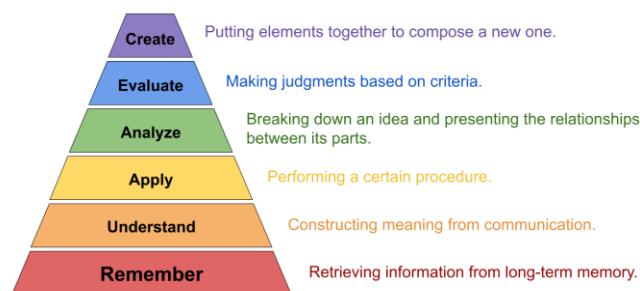 Create
Putting elements together to compose a new one.
Evaluate
Making judgments based on criteria.
Analyze
Breaking down an idea and presenting the relationships
between its parts.
Apply
Performing a certain procedure.
Understand
Constructing meaning from communication.
Remember
Retrieving information from long-term memory.